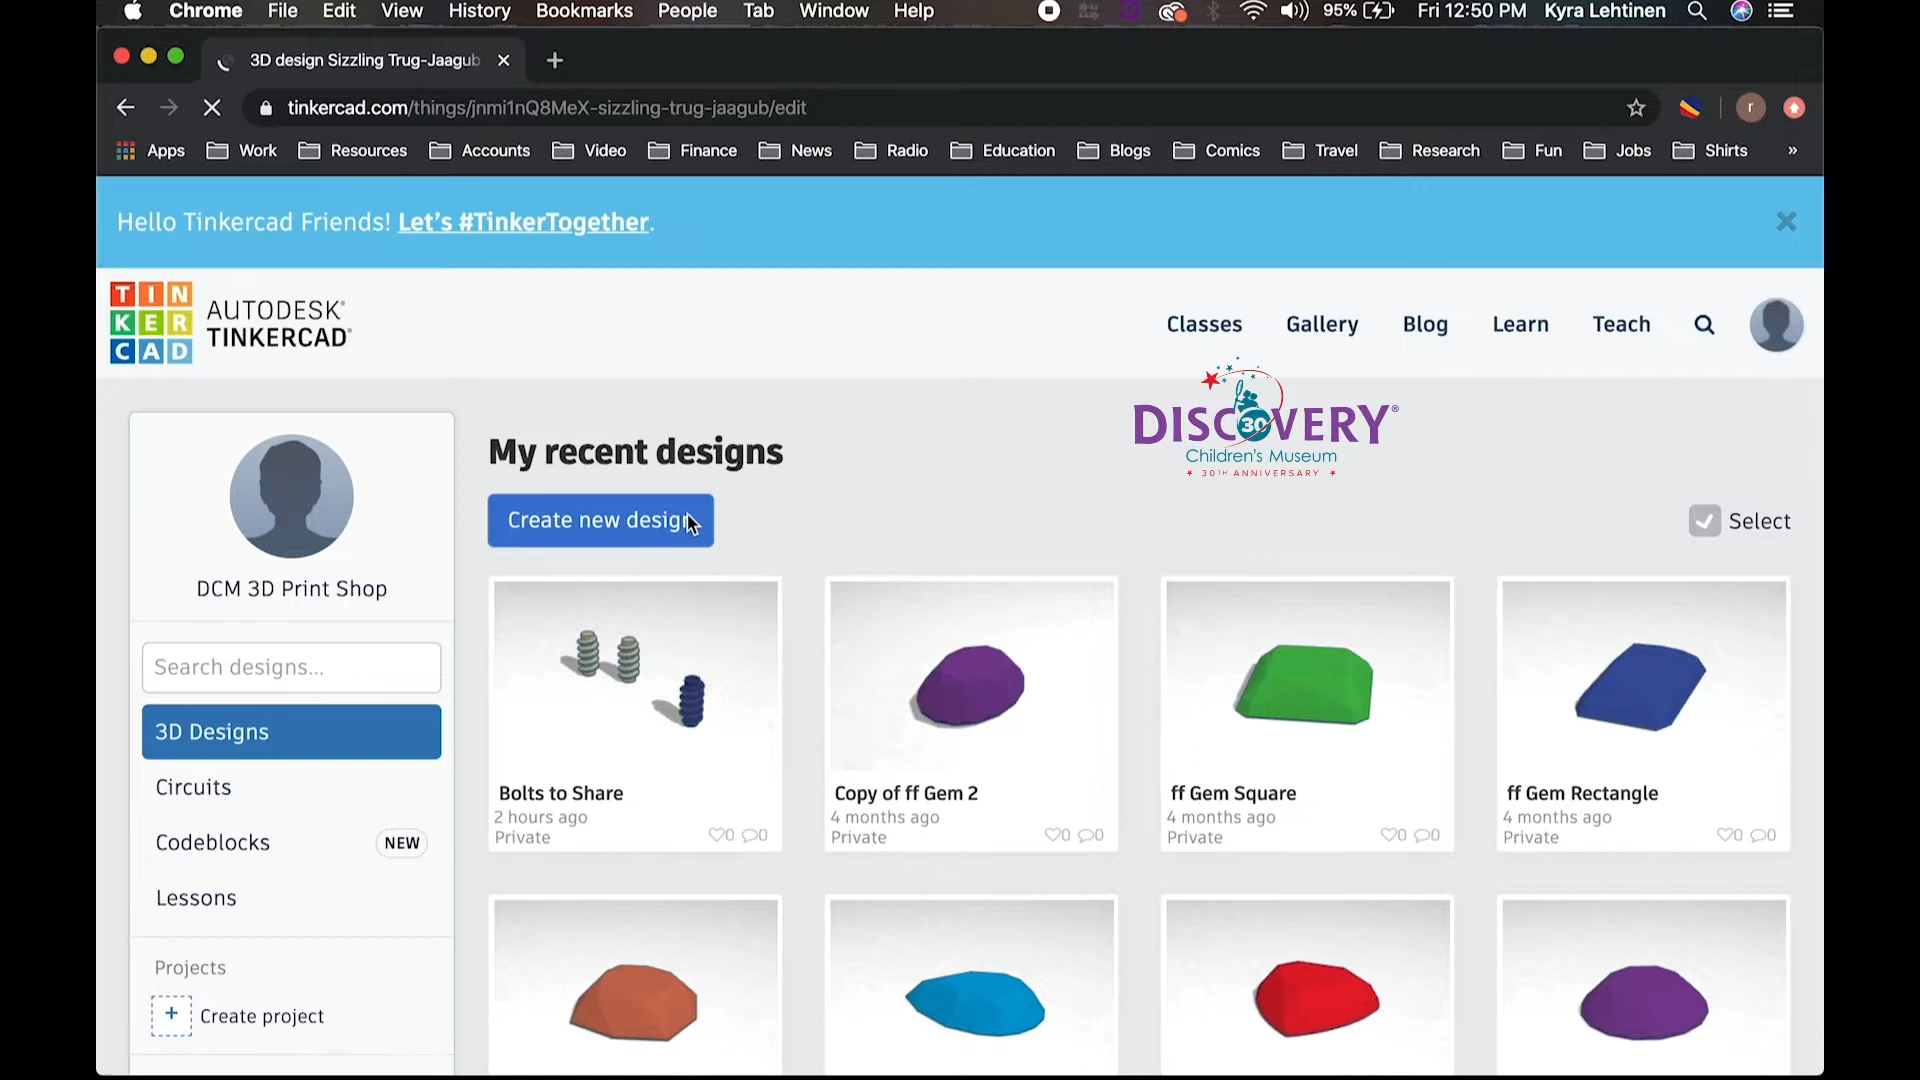 Chrome File Edit View History Bookmarks People Tab Window Help 95% Fri 12:50 PM Kyra Lehtinen
3D design Sizzling Trug-Jaagub
tinkercad.com/things/jnmi1nQ8MeX-sizzling-trug-jaagub/edit r
Apps Work Resources Accounts Video Finance News Radio Education Blogs Comics Travel Research Fun Jobs Shirts »
Hello Tinkercad Friends! Let's #TinkerTogether.
TIN
KER
CAD
AUTODESK®
TINKERCAD®
Classes Gallery Blog Learn Teach
DISCOVERY®
30
Children's Museum
★ 30TH ANNIVERSARY ★
My recent designs
Create new design
Select
DCM 3D Print Shop
Search designs...
3D Designs
Circuits
Codeblocks NEW
Lessons
Projects
+ Create project
Bolts to Share
2 hours ago
Private 0 0
Copy of ff Gem 2
4 months ago
Private 0 0
ff Gem Square
4 months ago
Private 0 0
ff Gem Rectangle
4 months ago
Private 0 0